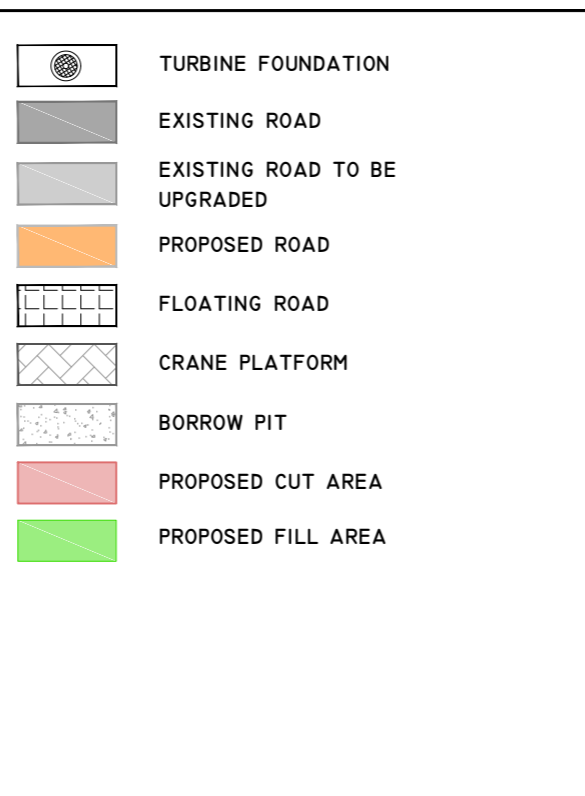 TURBINE FOUNDATION
EXISTING ROAD
EXISTING ROAD TO BE
UPGRADED
PROPOSED ROAD
FLOATING ROAD
CRANE PLATFORM
BORROW PIT
PROPOSED CUT AREA
PROPOSED FILL AREA